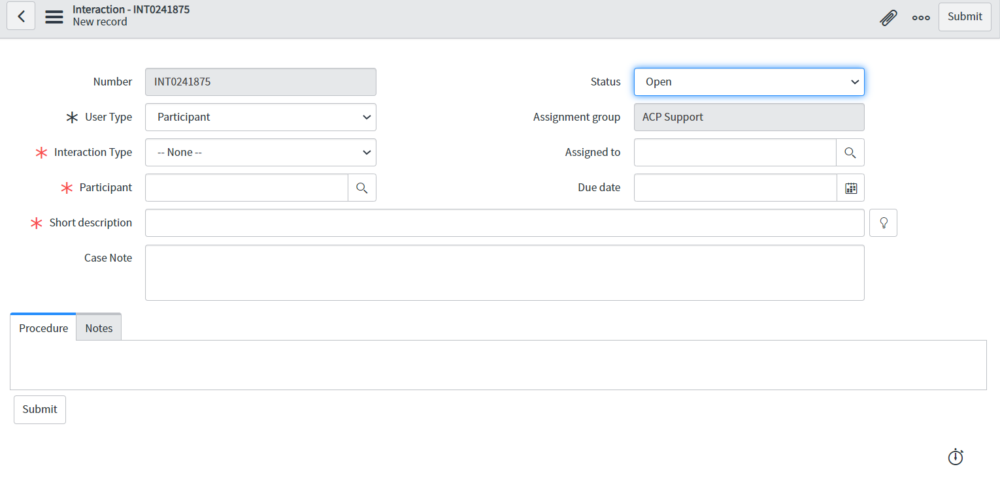 Interaction - INT0241875
New record
Submit
Number INT0241875
Status Open
User Type Participant
Assignment group ACP Support
Interaction Type -- None --
Assigned to
Participant
Due date
Short description
Case Note
Procedure Notes
Submit